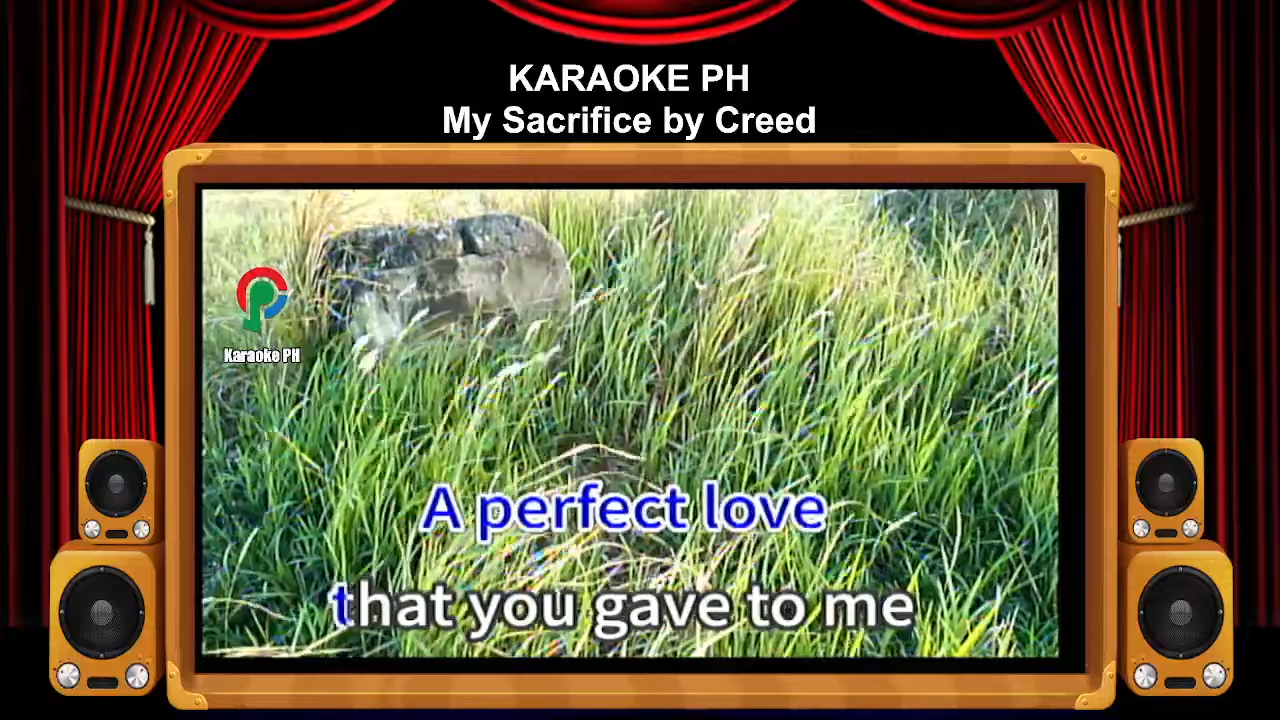 KARAOKE PH
My Sacrifice by Creed
Karaoke PH
A perfect love
that you gave to me